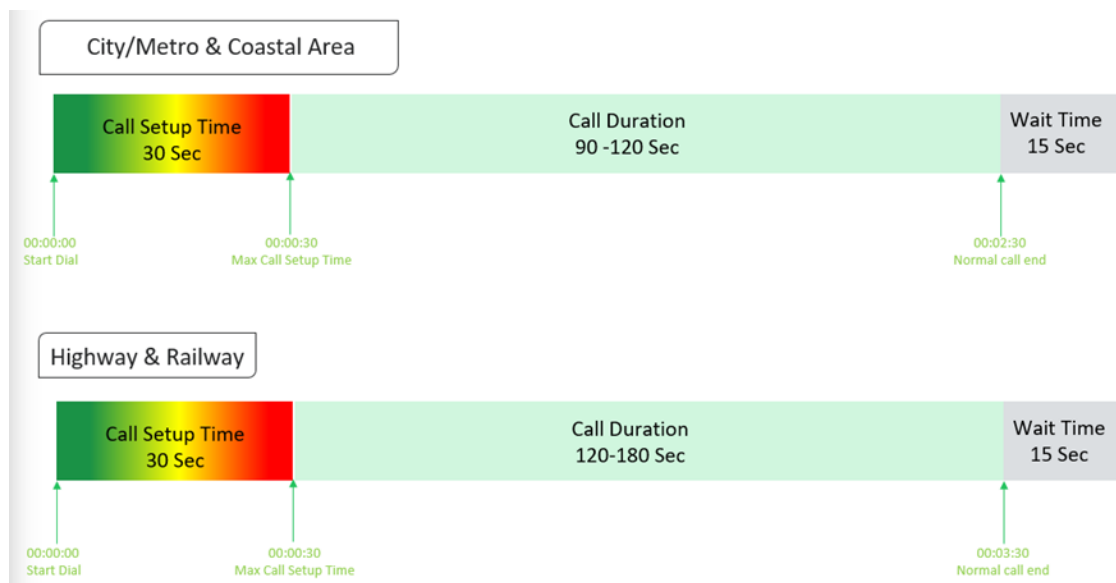 City/Metro & Coastal Area
Call Setup Time
30 Sec
Call Duration
90 -120 Sec
Wait Time
15 Sec
00:00:00
Start Dial
00:00:30
Max Call Setup Time
00:02:30
Normal call end
Highway & Railway
Call Setup Time
30 Sec
Call Duration
120-180 Sec
Wait Time
15 Sec
00:00:00
Start Dial
00:00:30
Max Call Setup Time
00:03:30
Normal call end